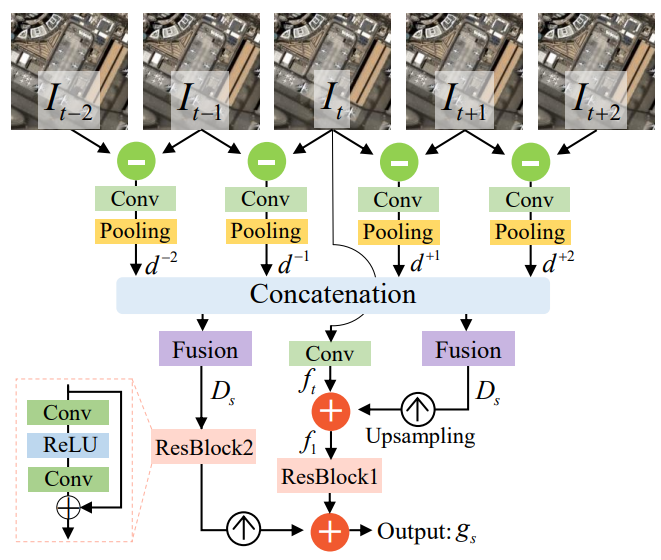 I_{t-2} I_{t-1} I_t I_{t+1} I_{t+2}
− − − −
Conv Conv Conv Conv
Pooling Pooling Pooling Pooling
d^{-2} d^{-1} d^{+1} d^{+2}
Concatenation
Fusion Conv Fusion
D_s f_t D_s
Conv + Upsampling
ReLU ResBlock2 f_1
Conv ResBlock1
+ + Output: g_s